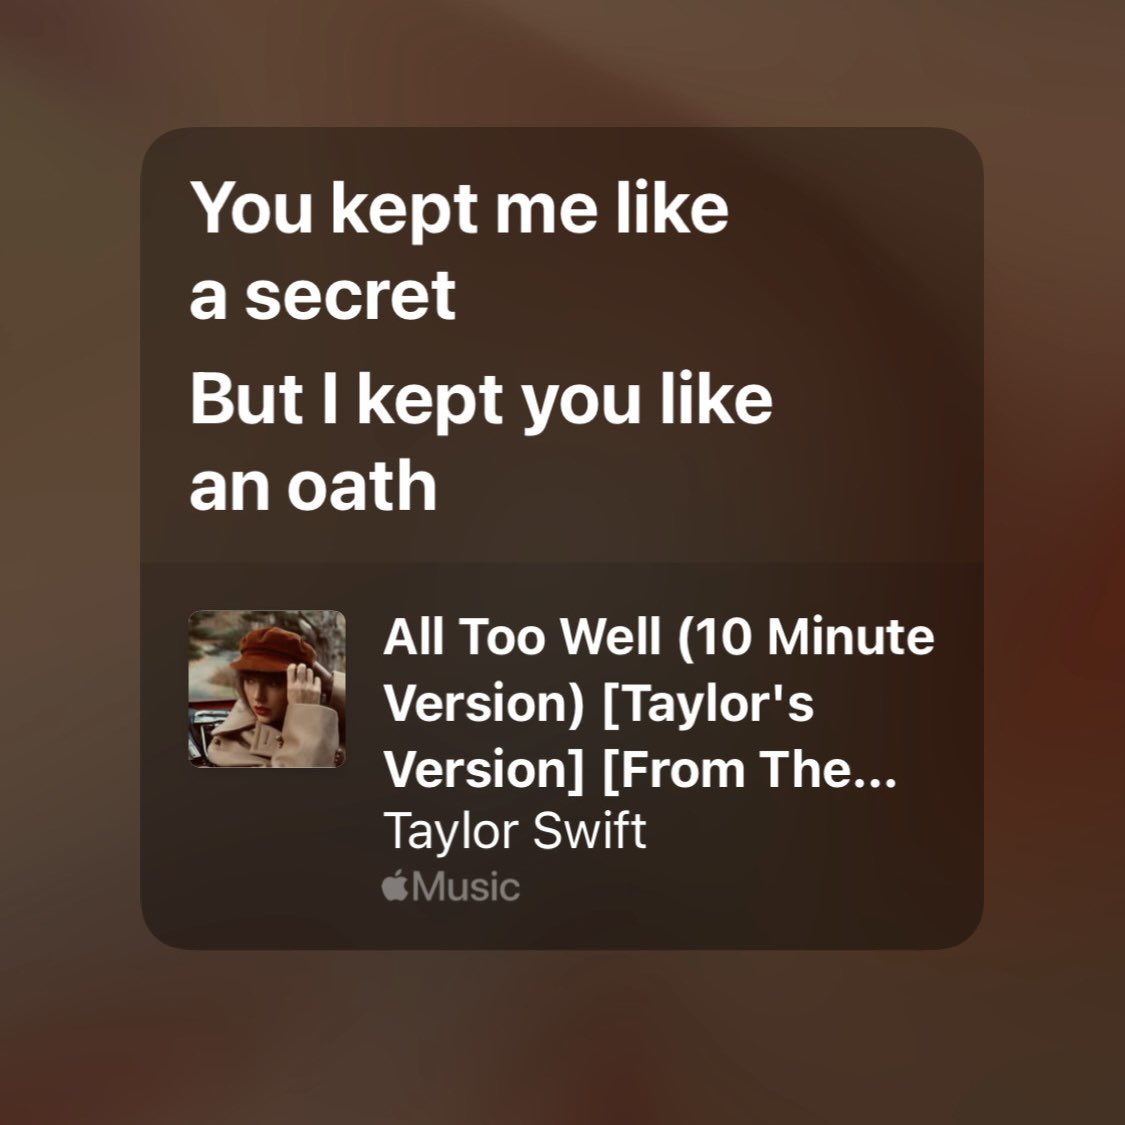 You kept me like
a secret
But I kept you like
an oath
All Too Well (10 Minute
Version) [Taylor's
Version] [From The...
Taylor Swift
Music